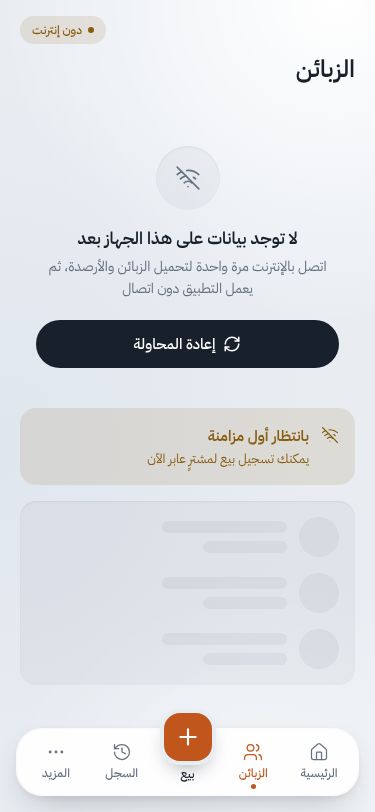 دون إنترنت
الزبائن
لا توجد بيانات على هذا الجهاز بعد
اتصل بالإنترنت مرة واحدة لتحميل الزبائن والأرصدة، ثم
يعمل التطبيق دون اتصال
إعادة المحاولة
بانتظار أول مزامنة
يمكنك تسجيل بيع لمشترٍ عابر الآن
الرئيسية
الزبائن
بيع
السجل
المزيد